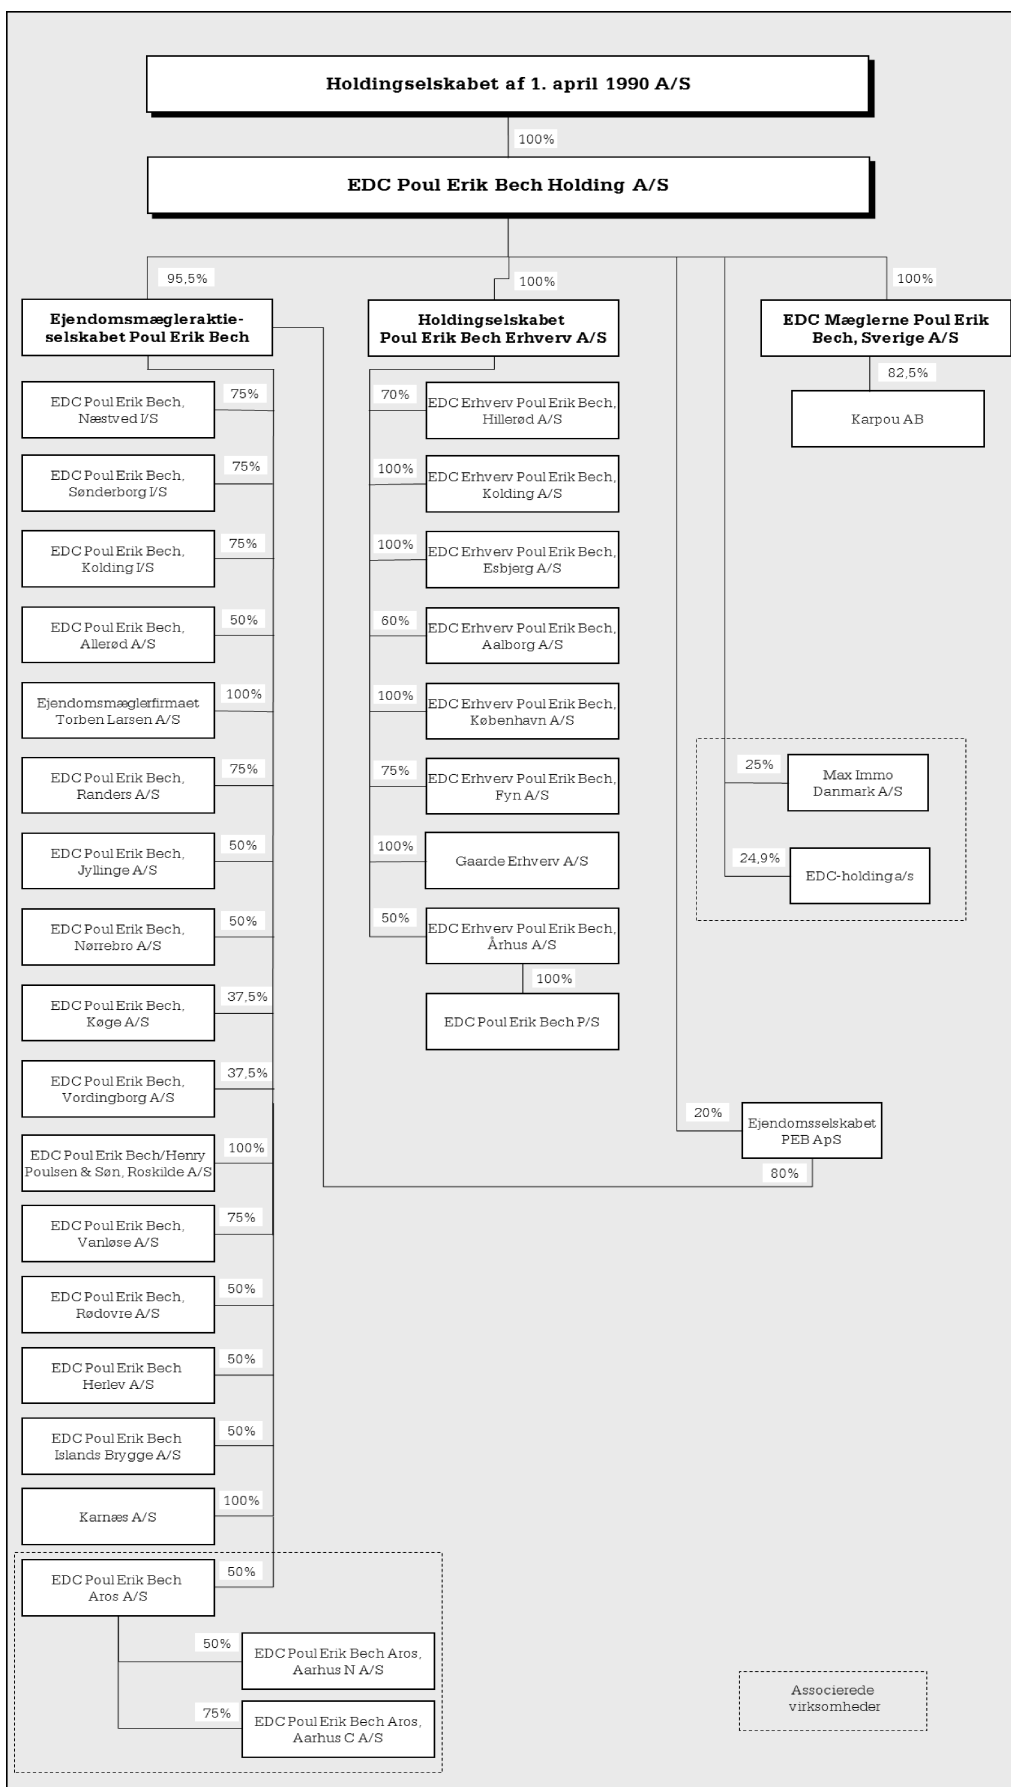 Holdingselskabet af 1. april 1990 A/S
100%
EDC Poul Erik Bech Holding A/S
95,5%
100%
100%
Ejendomsmægleraktie-
selskabet Poul Erik Bech
Holdingselskabet
Poul Erik Bech Erhverv A/S
EDC Mæglerne Poul Erik
Bech, Sverige A/S
82,5%
Karpou AB
EDC Poul Erik Bech,
Næstved I/S
75%
EDC Poul Erik Bech,
Sønderborg I/S
75%
EDC Poul Erik Bech,
Kolding I/S
75%
EDC Poul Erik Bech,
Allerød A/S
50%
Ejendomsmæglerfirmaet
Torben Larsen A/S
100%
EDC Poul Erik Bech,
Randers A/S
75%
EDC Poul Erik Bech,
Jyllinge A/S
50%
EDC Poul Erik Bech,
Nørrebro A/S
50%
EDC Poul Erik Bech,
Køge A/S
37,5%
EDC Poul Erik Bech,
Vordingborg A/S
37,5%
EDC Poul Erik Bech/Henry
Poulsen & Søn, Roskilde A/S
100%
EDC Poul Erik Bech,
Vanløse A/S
75%
EDC Poul Erik Bech,
Rødovre A/S
50%
EDC Poul Erik Bech
Herlev A/S
50%
EDC Poul Erik Bech
Islands Brygge A/S
50%
Karnæs A/S
100%
EDC Poul Erik Bech
Aros A/S
50%
50%
EDC Poul Erik Bech Aros,
Aarhus N A/S
75%
EDC Poul Erik Bech Aros,
Aarhus C A/S
70%
EDC Erhverv Poul Erik Bech,
Hillerød A/S
100%
EDC Erhverv Poul Erik Bech,
Kolding A/S
100%
EDC Erhverv Poul Erik Bech,
Esbjerg A/S
60%
EDC Erhverv Poul Erik Bech,
Aalborg A/S
100%
EDC Erhverv Poul Erik Bech,
København A/S
75%
EDC Erhverv Poul Erik Bech,
Fyn A/S
100%
Gaarde Erhverv A/S
50%
EDC Erhverv Poul Erik Bech,
Århus A/S
100%
EDC Poul Erik Bech P/S
25%
Max Immo
Danmark A/S
24,9%
EDC-holding a/s
20%
Ejendomsselskabet
PEB ApS
80%
Associerede
virksomheder